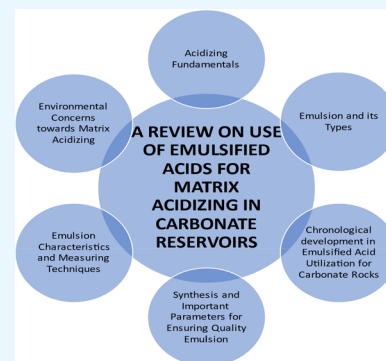 Acidizing
Fundamentals
Environmental
Concerns
towards Matrix
Acidizing
Emulsion and its
Types
A REVIEW ON USE
OF EMULSIFIED
ACIDS FOR
MATRIX
ACIDIZING IN
CARBONATE
RESERVOIRS
Emulsion
Characteristics
and Measuring
Techniques
Chronological
development in
Emulsified Acid
Utilization for
Carbonate Rocks
Synthesis and
Important
Parameters for
Ensuring Quality
Emulsion